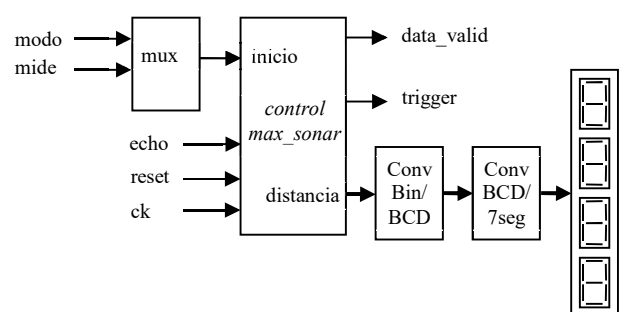 modo
mide
mux
inicio
data_valid
trigger
control
max_sonar
echo
reset
ck
distancia
Conv
Bin/
BCD
Conv
BCD/
7seg